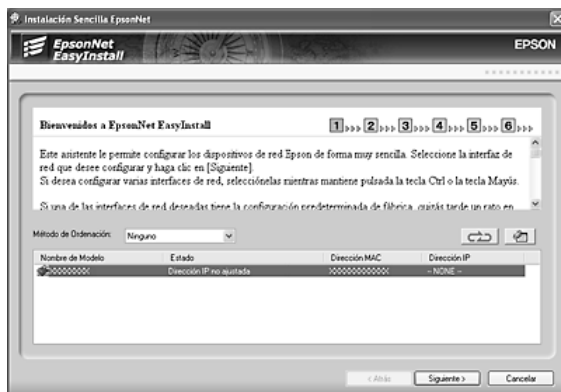 Instalación Sencilla EpsonNet
EpsonNet
EasyInstall
EPSON
Bienvenidos a EpsonNet EasyInstall
1 >>> 2 >>> 3 >>> 4 >>> 5 >>> 6 >>>
Este asistente le permite configurar los dispositivos de red Epson de forma muy sencilla. Seleccione la interfaz de
red que desee configurar y haga clic en [Siguiente].
Si desea configurar varias interfaces de red, selecciónelas mientras mantiene pulsada la tecla Ctrl o la tecla Mayús.
Si una de las interfaces de red deseadas tiene la configuración predeterminada de fábrica, quizás tarde un rato en
Método de Ordenación: Ninguno
Nombre de Modelo Estado Dirección MAC Dirección IP
XXXXXXXX Dirección IP no ajustada XXXXXXXXXXXX - NONE -
< Atrás Siguiente > Cancelar